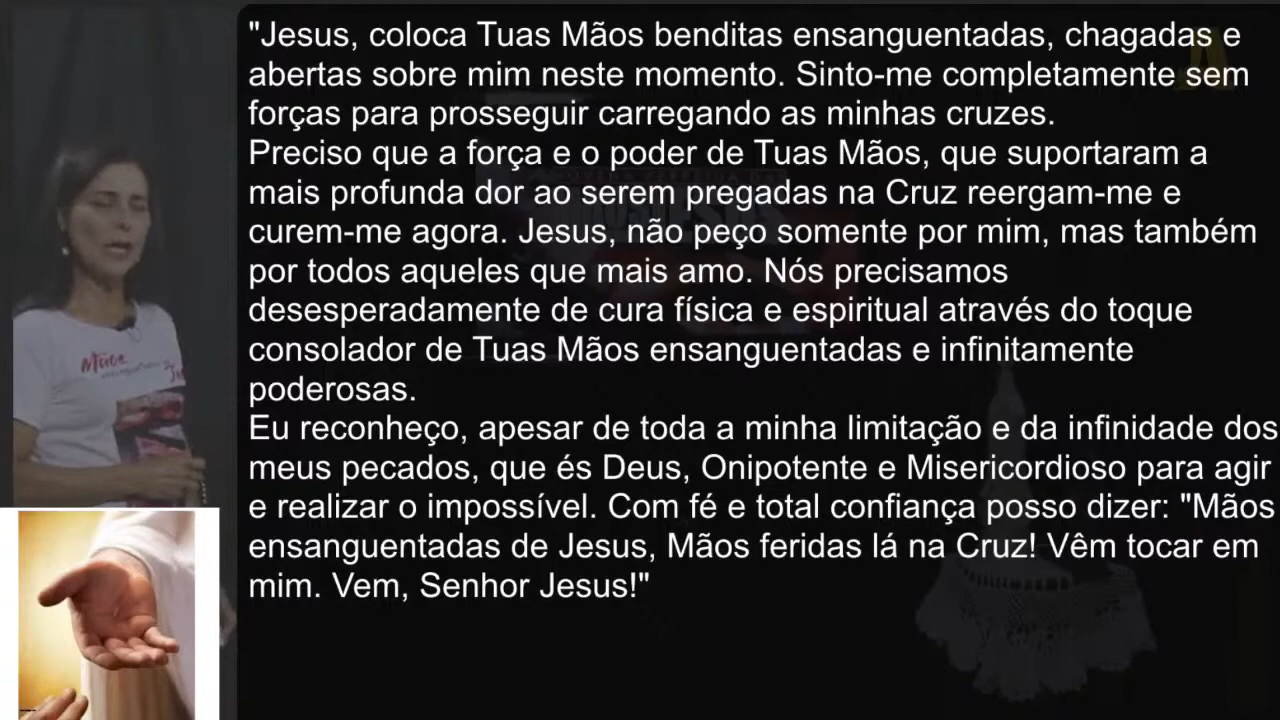 "Jesus, coloca Tuas Mãos benditas ensanguentadas, chagadas e
abertas sobre mim neste momento. Sinto-me completamente sem
forças para prosseguir carregando as minhas cruzes.
Preciso que a força e o poder de Tuas Mãos, que suportaram a
mais profunda dor ao serem pregadas na Cruz reergam-me e
curem-me agora. Jesus, não peço somente por mim, mas também
por todos aqueles que mais amo. Nós precisamos
desesperadamente de cura física e espiritual através do toque
consolador de Tuas Mãos ensanguentadas e infinitamente
poderosas.
Eu reconheço, apesar de toda a minha limitação e da infinidade dos
meus pecados, que és Deus, Onipotente e Misericordioso para agir
e realizar o impossível. Com fé e total confiança posso dizer: "Mãos
ensanguentadas de Jesus, Mãos feridas lá na Cruz! Vêm tocar em
mim. Vem, Senhor Jesus!"